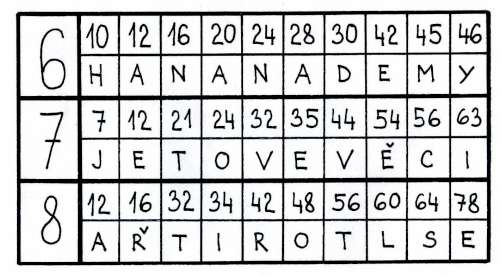 6 10 12 16 20 24 28 30 42 45 46
H A N A N A D E M Y
7 7 12 21 24 32 35 44 54 56 63
J E T O V E V Ě C I
8 12 16 32 34 42 48 56 60 64 78
A Ř T I R O T L S E